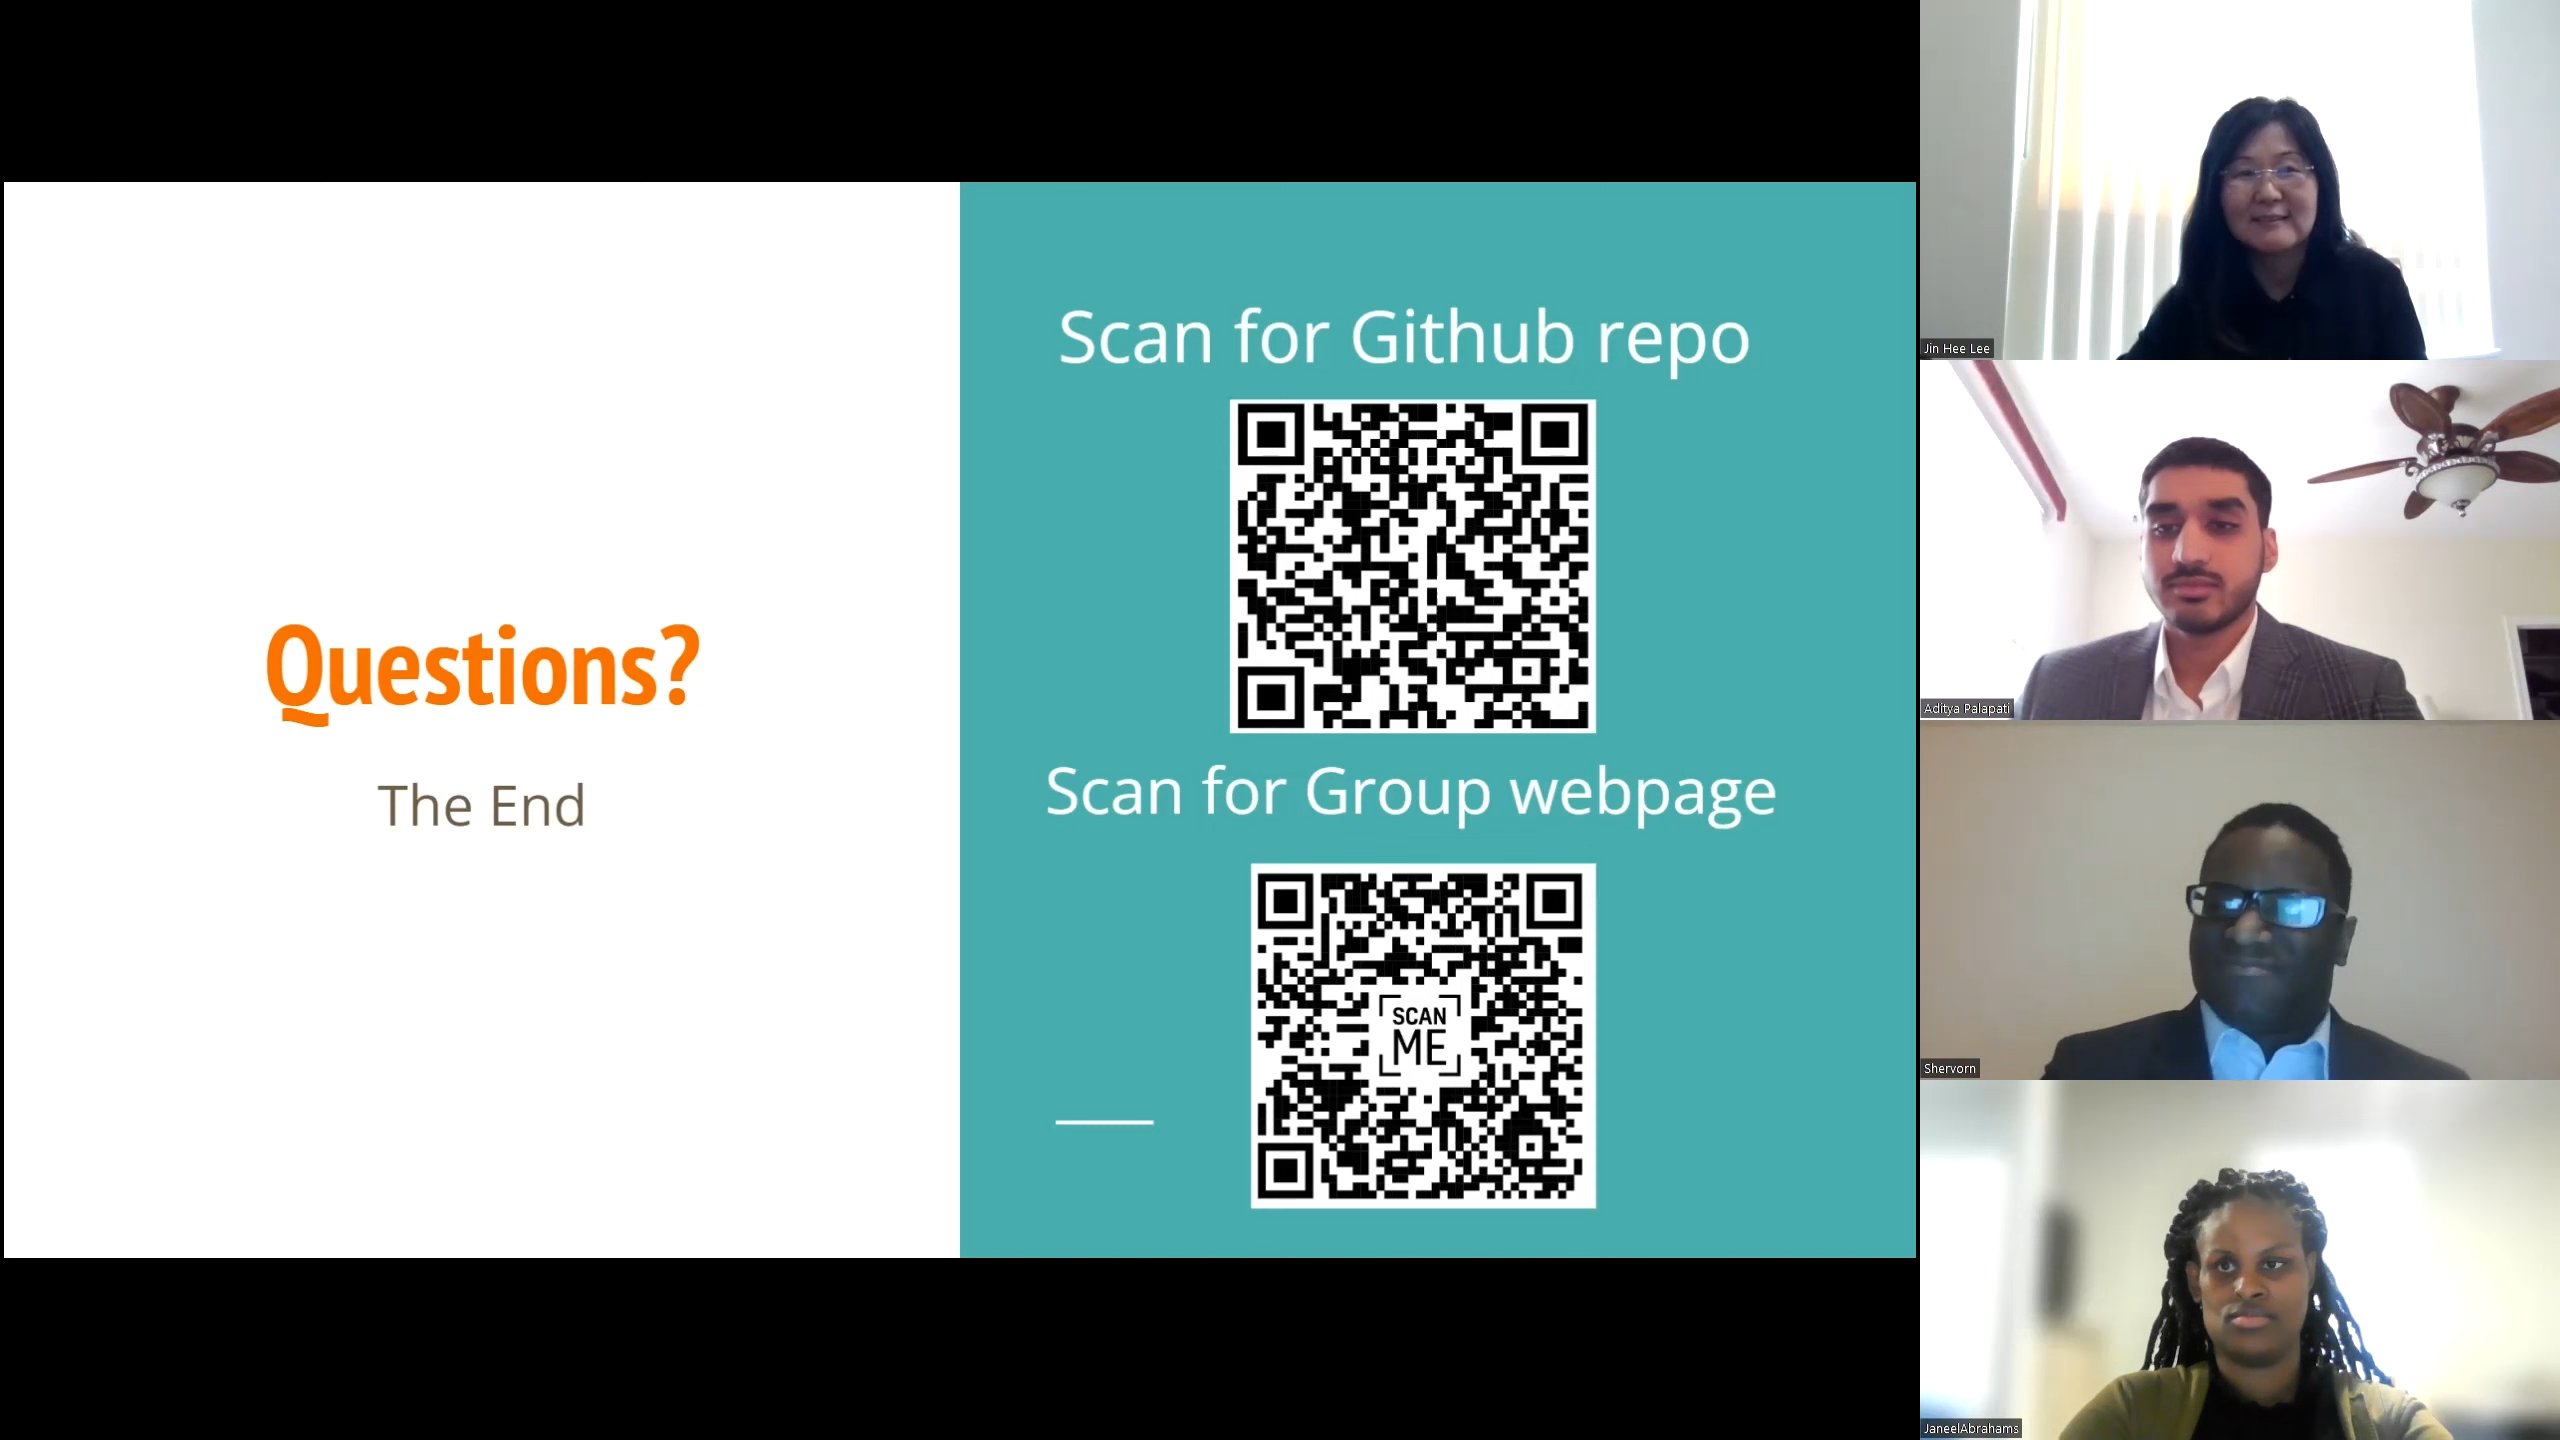 Questions?
The End
Scan for Github repo
Scan for Group webpage
SCAN
ME
Jin Hee Lee
Aditya Palapati
Shervorn
JaneelAbrahams